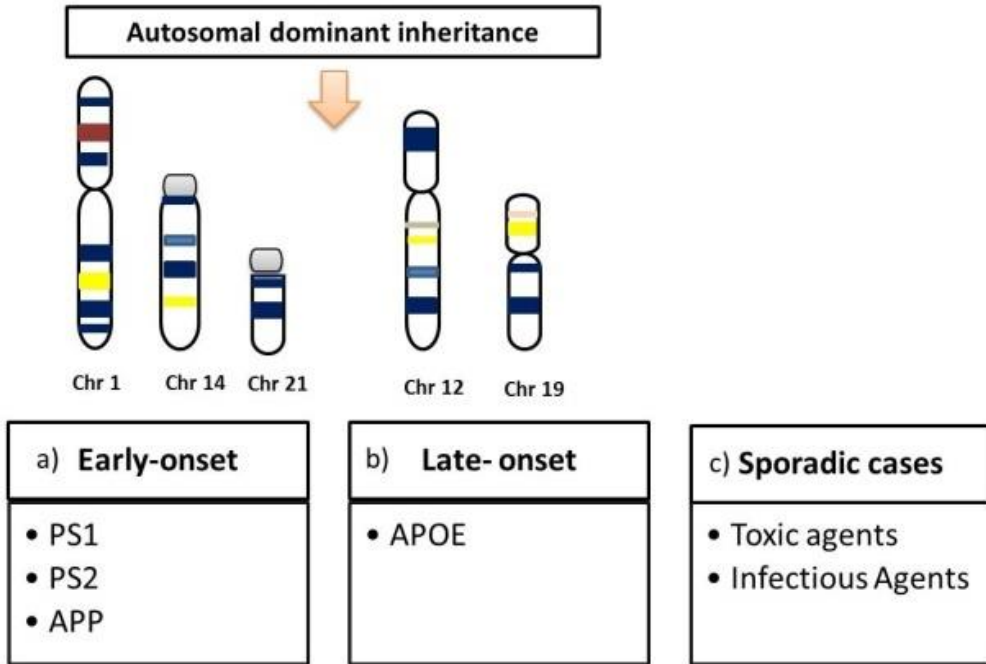 Autosomal dominant inheritance
Chr 1
Chr 14
Chr 21
Chr 12
Chr 19
a) Early-onset
• PS1
• PS2
• APP
b) Late- onset
• APOE
c) Sporadic cases
• Toxic agents
• Infectious Agents